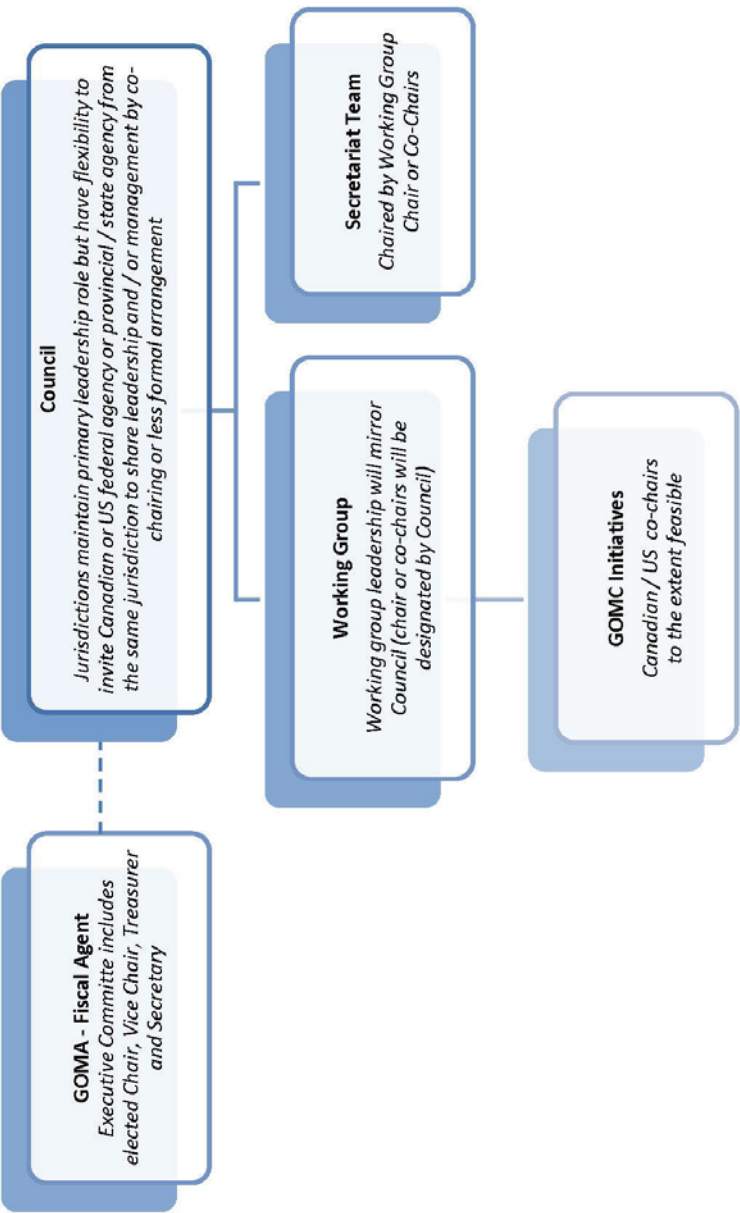 GOMA - Fiscal Agent
Executive Committe includes
elected Chair, Vice Chair, Treasurer
and Secretary
Council
Jurisdictions maintain primary leadership role but have flexibility to
invite Canadian or US federal agency or provincial / state agency from
the same jurisdiction to share leadership and / or management by co-
chairing or less formal arrangement
Working Group
Working group leadership will mirror
Council (chair or co-chairs will be
designated by Council)
Secretariat Team
Chaired by Working Group
Chair or Co-Chairs
GOMC Initiatives
Canadian / US co-chairs
to the extent feasible